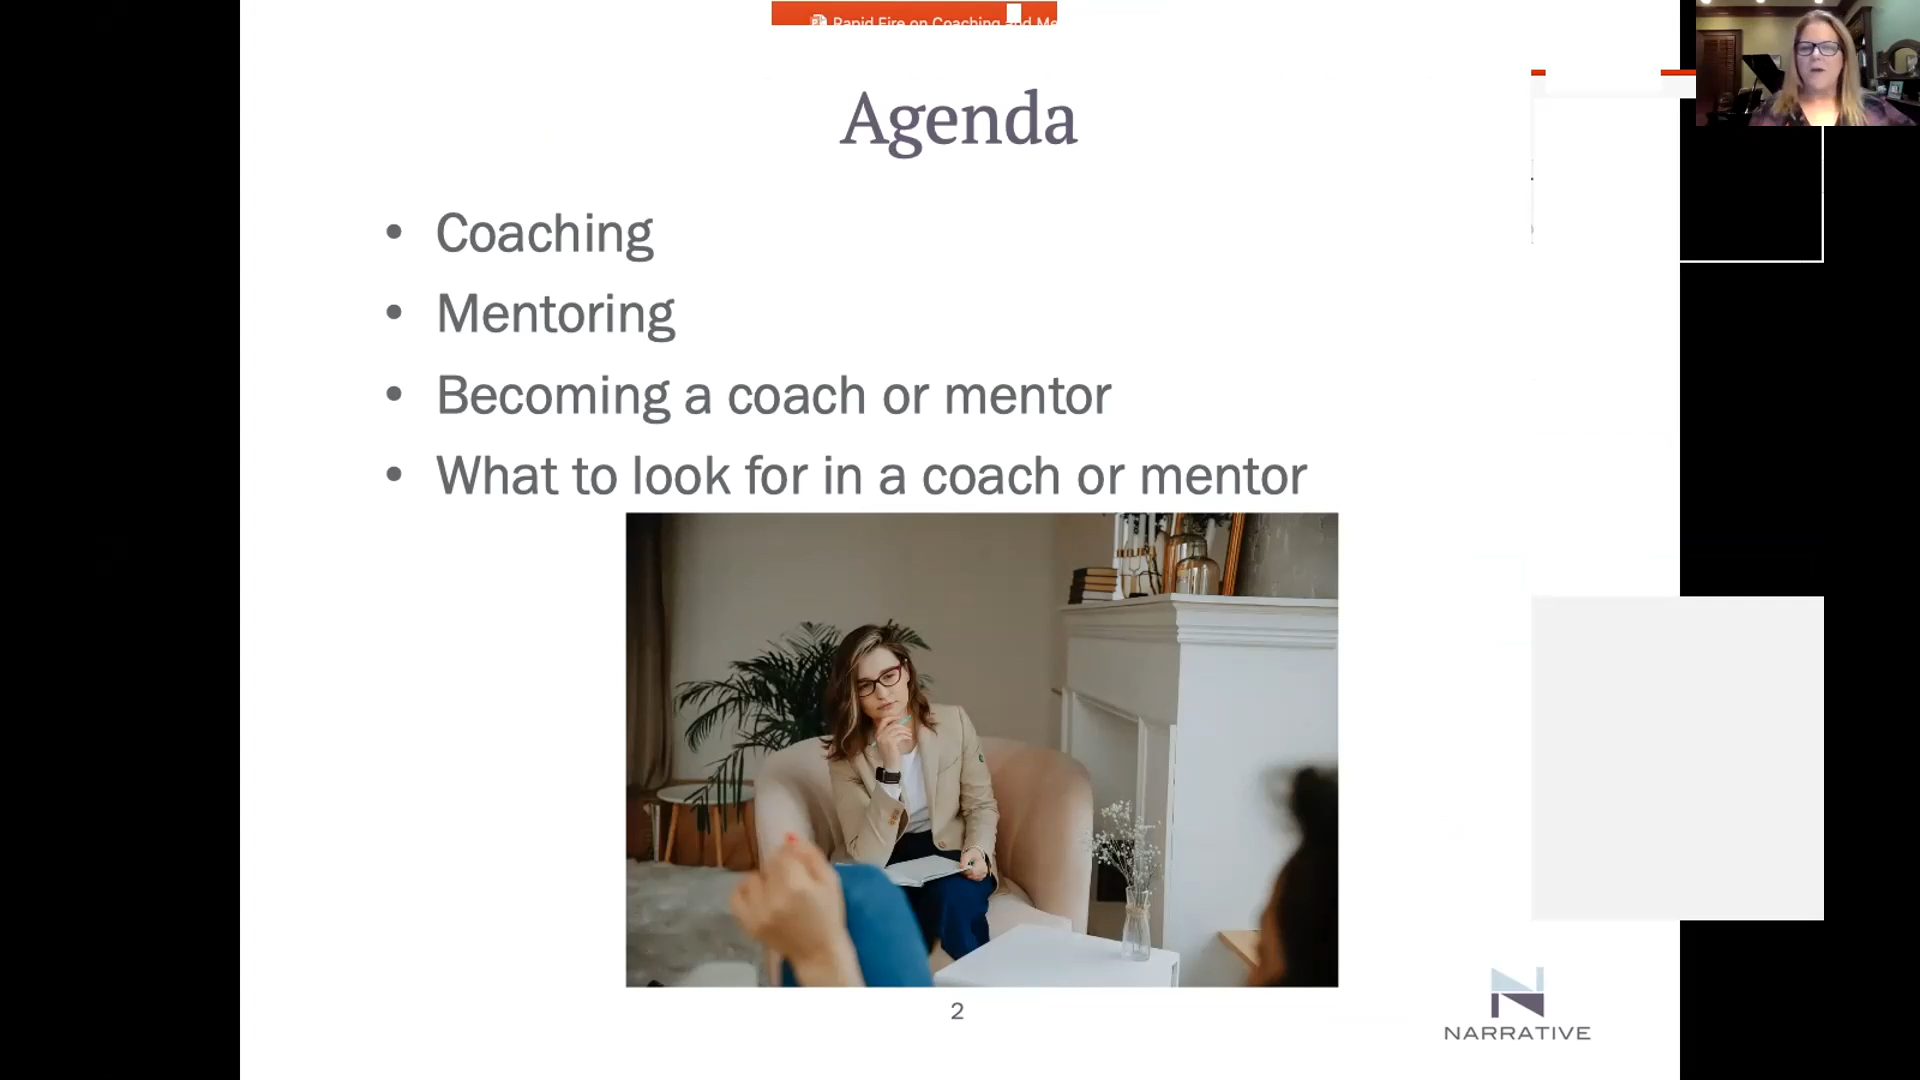 Rapid Fire on Coaching and Me
Agenda
• Coaching
• Mentoring
• Becoming a coach or mentor
• What to look for in a coach or mentor
2
NARRATIVE